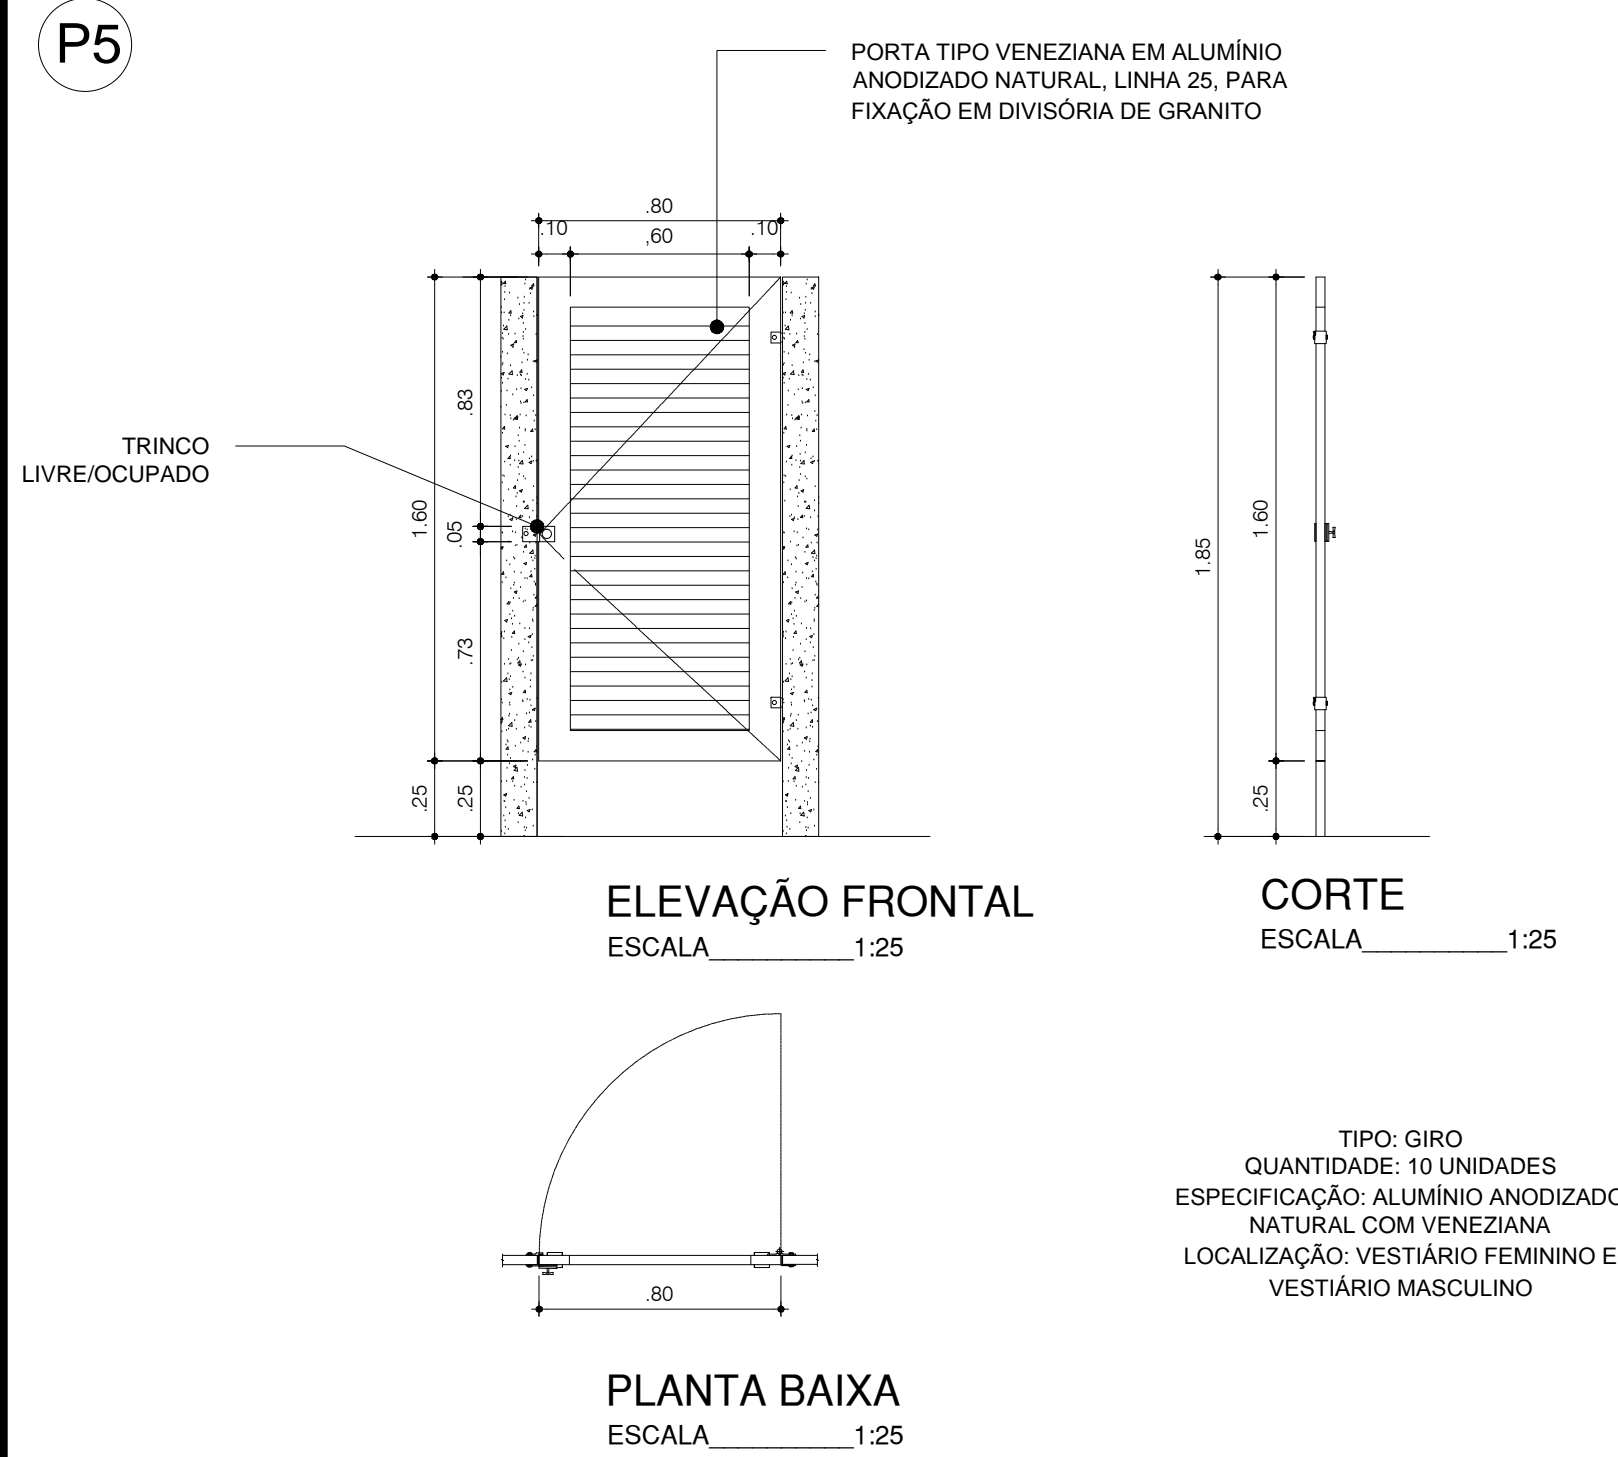 P5
PORTA TIPO VENEZIANA EM ALUMÍNIO
ANODIZADO NATURAL, LINHA 25, PARA
FIXAÇÃO EM DIVISÓRIA DE GRANITO
.80
.10
,60
.10
TRINCO
LIVRE/OCUPADO
1.60
.83
.05
.73
.25
.25
1.85
1.60
.25
ELEVAÇÃO FRONTAL
ESCALA__________1:25
CORTE
ESCALA__________1:25
.80
PLANTA BAIXA
ESCALA__________1:25
TIPO: GIRO
QUANTIDADE: 10 UNIDADES
ESPECIFICAÇÃO: ALUMÍNIO ANODIZADO
NATURAL COM VENEZIANA
LOCALIZAÇÃO: VESTIÁRIO FEMININO E
VESTIÁRIO MASCULINO